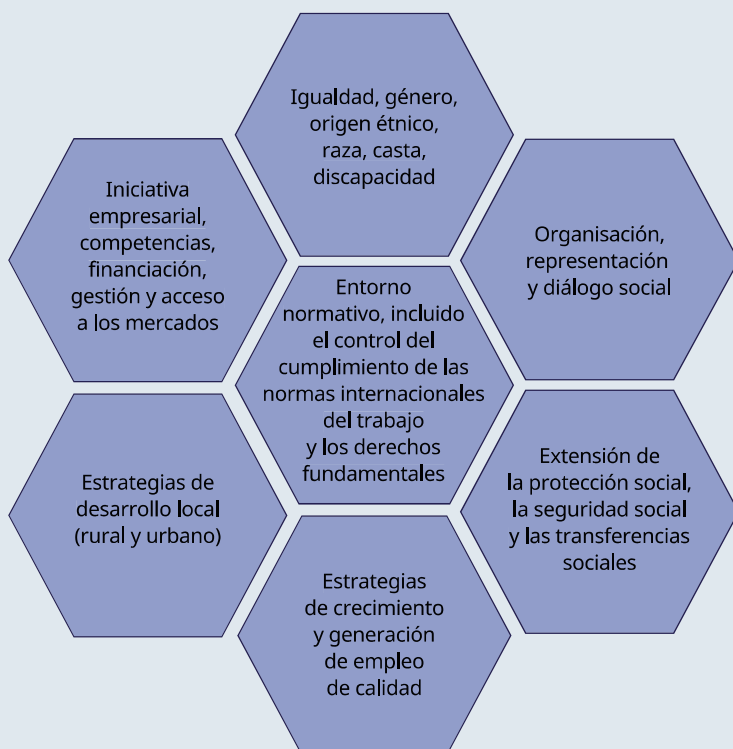 Igualdad, género,
origen étnico,
raza, casta,
discapacidad
Iniciativa
empresarial,
competencias,
financiación,
gestión y acceso
a los mercados
Organisación,
representación
y diálogo social
Entorno
normativo, incluido
el control del
cumplimiento de las
normas internacionales
del trabajo
y los derechos
fundamentales
Estrategias de
desarrollo local
(rural y urbano)
Extensión de
la protección social,
la seguridad social
y las transferencias
sociales
Estrategias
de crecimiento
y generación
de empleo
de calidad